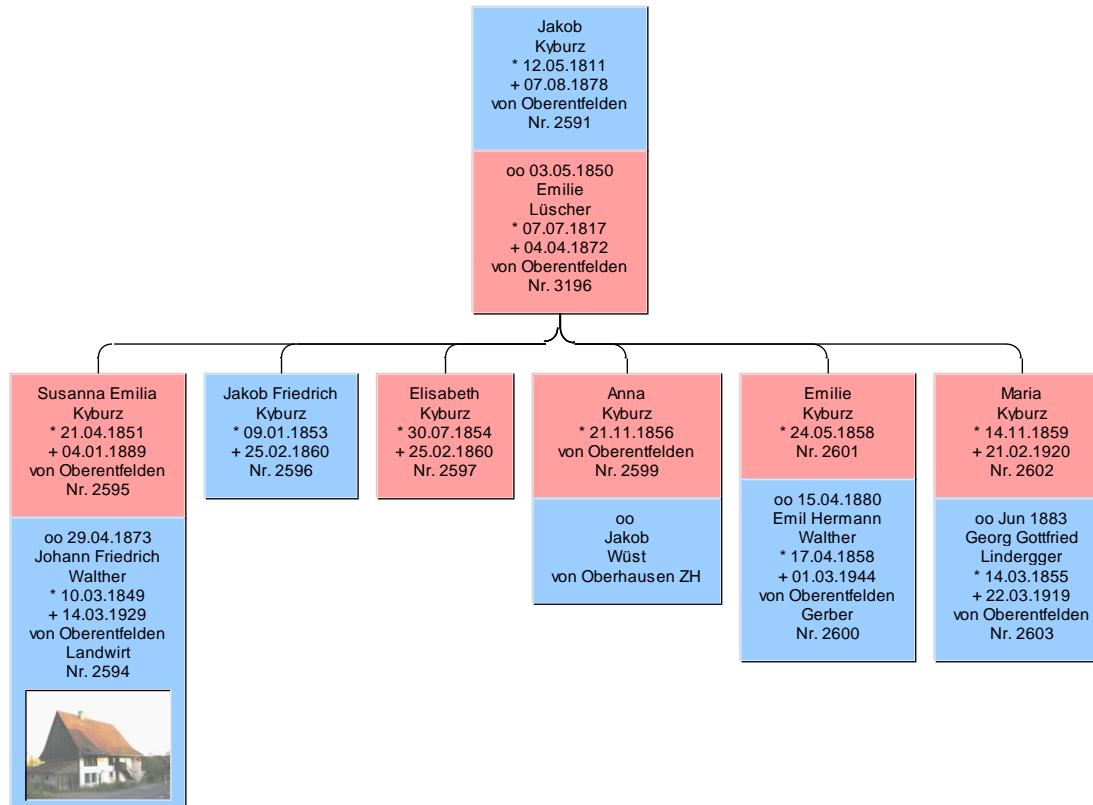 Jakob
Kyburz
* 12.05.1811
+ 07.08.1878
von Oberentfelden
Nr. 2591
oo 03.05.1850
Emilie
Lüscher
* 07.07.1817
+ 04.04.1872
von Oberentfelden
Nr. 3196
Susanna Emilia
Kyburz
* 21.04.1851
+ 04.01.1889
von Oberentfelden
Nr. 2595
oo 29.04.1873
Johann Friedrich
Walther
* 10.03.1849
+ 14.03.1929
von Oberentfelden
Landwirt
Nr. 2594
Jakob Friedrich
Kyburz
* 09.01.1853
+ 25.02.1860
Nr. 2596
Elisabeth
Kyburz
* 30.07.1854
+ 25.02.1860
Nr. 2597
Anna
Kyburz
* 21.11.1856
von Oberentfelden
Nr. 2599
oo
Jakob
Wüst
von Oberhausen ZH
Emilie
Kyburz
* 24.05.1858
Nr. 2601
oo 15.04.1880
Emil Hermann
Walther
* 17.04.1858
+ 01.03.1944
von Oberentfelden
Gerber
Nr. 2600
Maria
Kyburz
* 14.11.1859
+ 21.02.1920
Nr. 2602
oo Jun 1883
Georg Gottfried
Lindergger
* 14.03.1855
+ 22.03.1919
von Oberentfelden
Nr. 2603